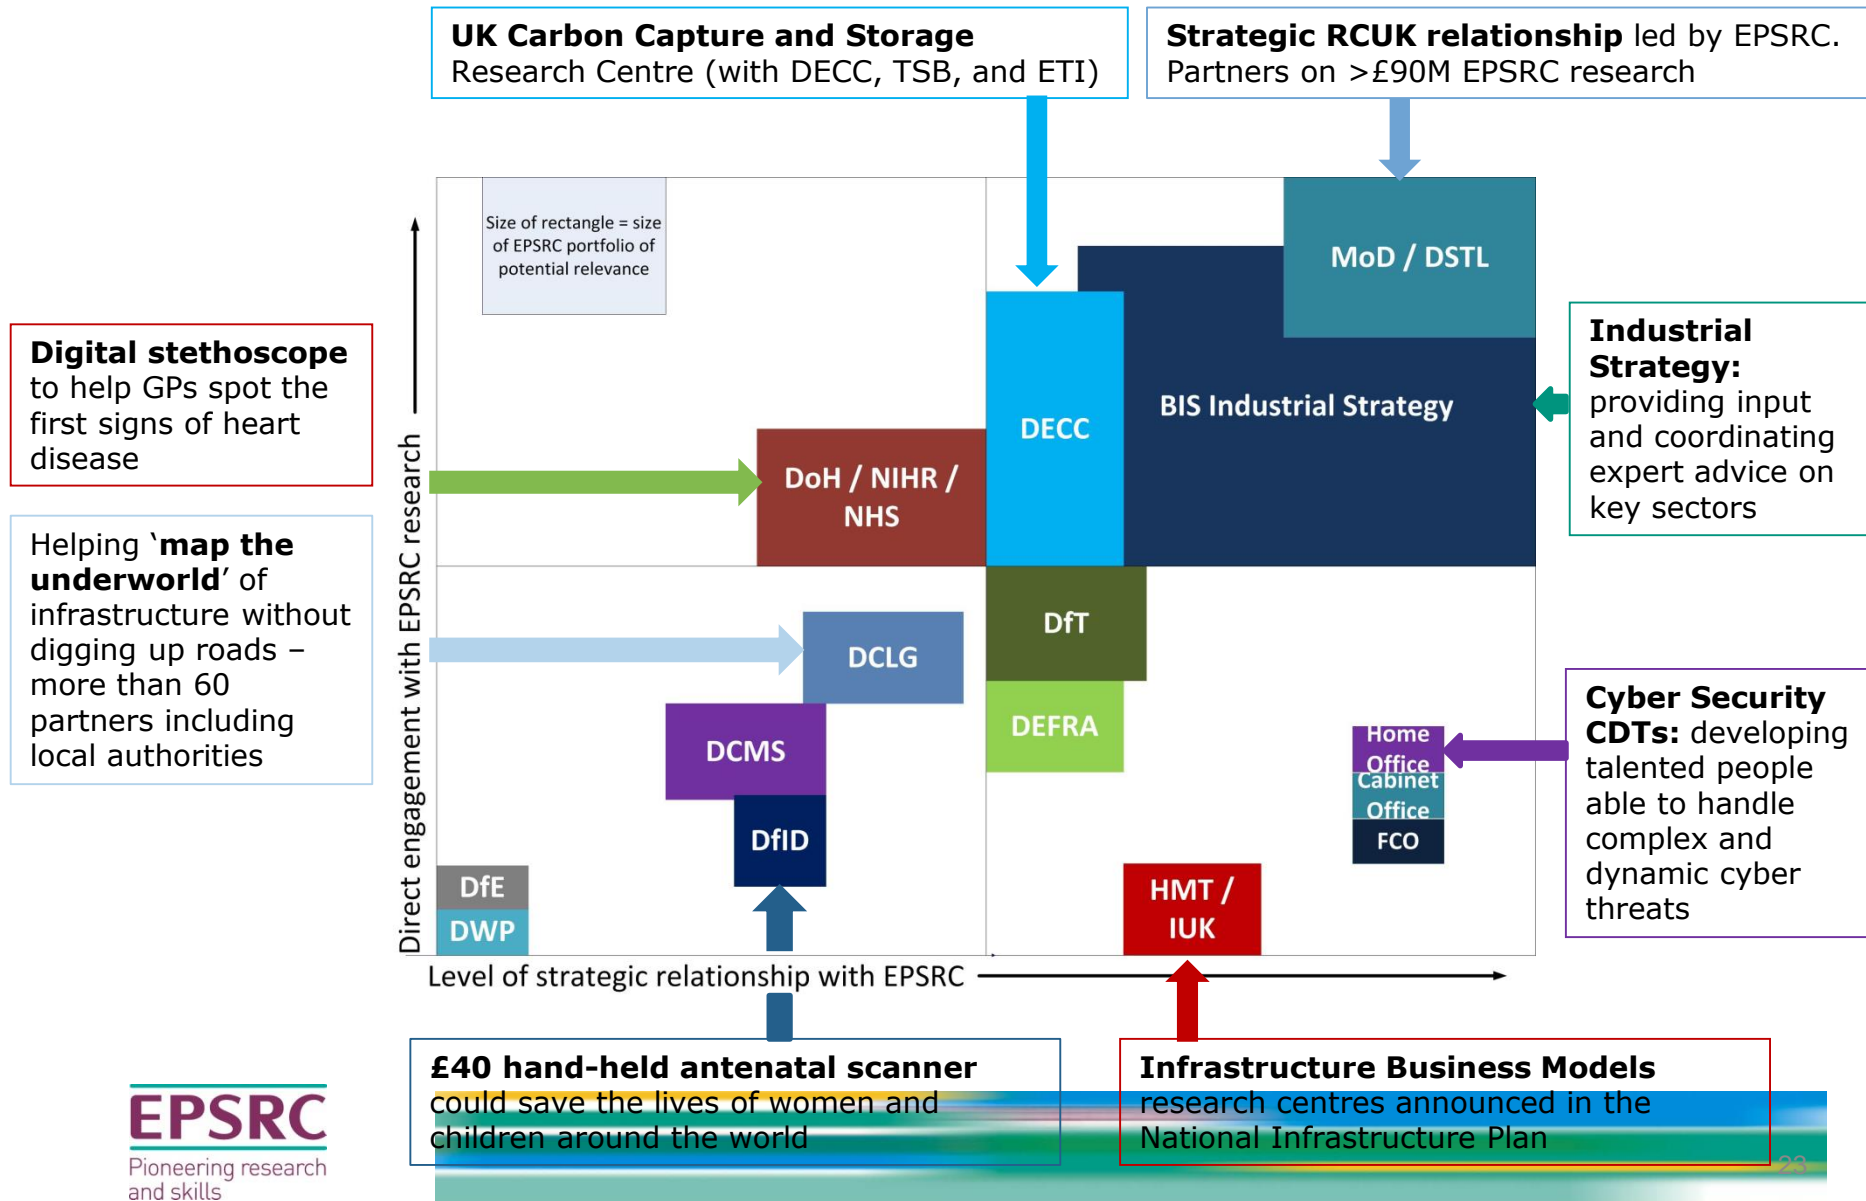 UK Carbon Capture and Storage
Research Centre (with DECC, TSB, and ETI)
Strategic RCUK relationship led by EPSRC.
Partners on >£90M EPSRC research
Size of rectangle = size
of EPSRC portfolio of
potential relevance
MoD / DSTL
Digital stethoscope
to help GPs spot the
first signs of heart
disease
Industrial
Strategy:
providing input
and coordinating
expert advice on
key sectors
BIS Industrial Strategy
DECC
DoH / NIHR /
NHS
Helping ‘map the
underworld’ of
infrastructure without
digging up roads –
more than 60
partners including
local authorities
Direct engagement with EPSRC research
DfT
DCLG
DEFRA
DCMS
DfID
Home
Office
Cabinet
Office
FCO
Cyber Security
CDTs: developing
talented people
able to handle
complex and
dynamic cyber
threats
DfE
DWP
HMT /
IUK
Level of strategic relationship with EPSRC
£40 hand-held antenatal scanner
could save the lives of women and
children around the world
Infrastructure Business Models
research centres announced in the
National Infrastructure Plan
EPSRC
Pioneering research
and skills
23